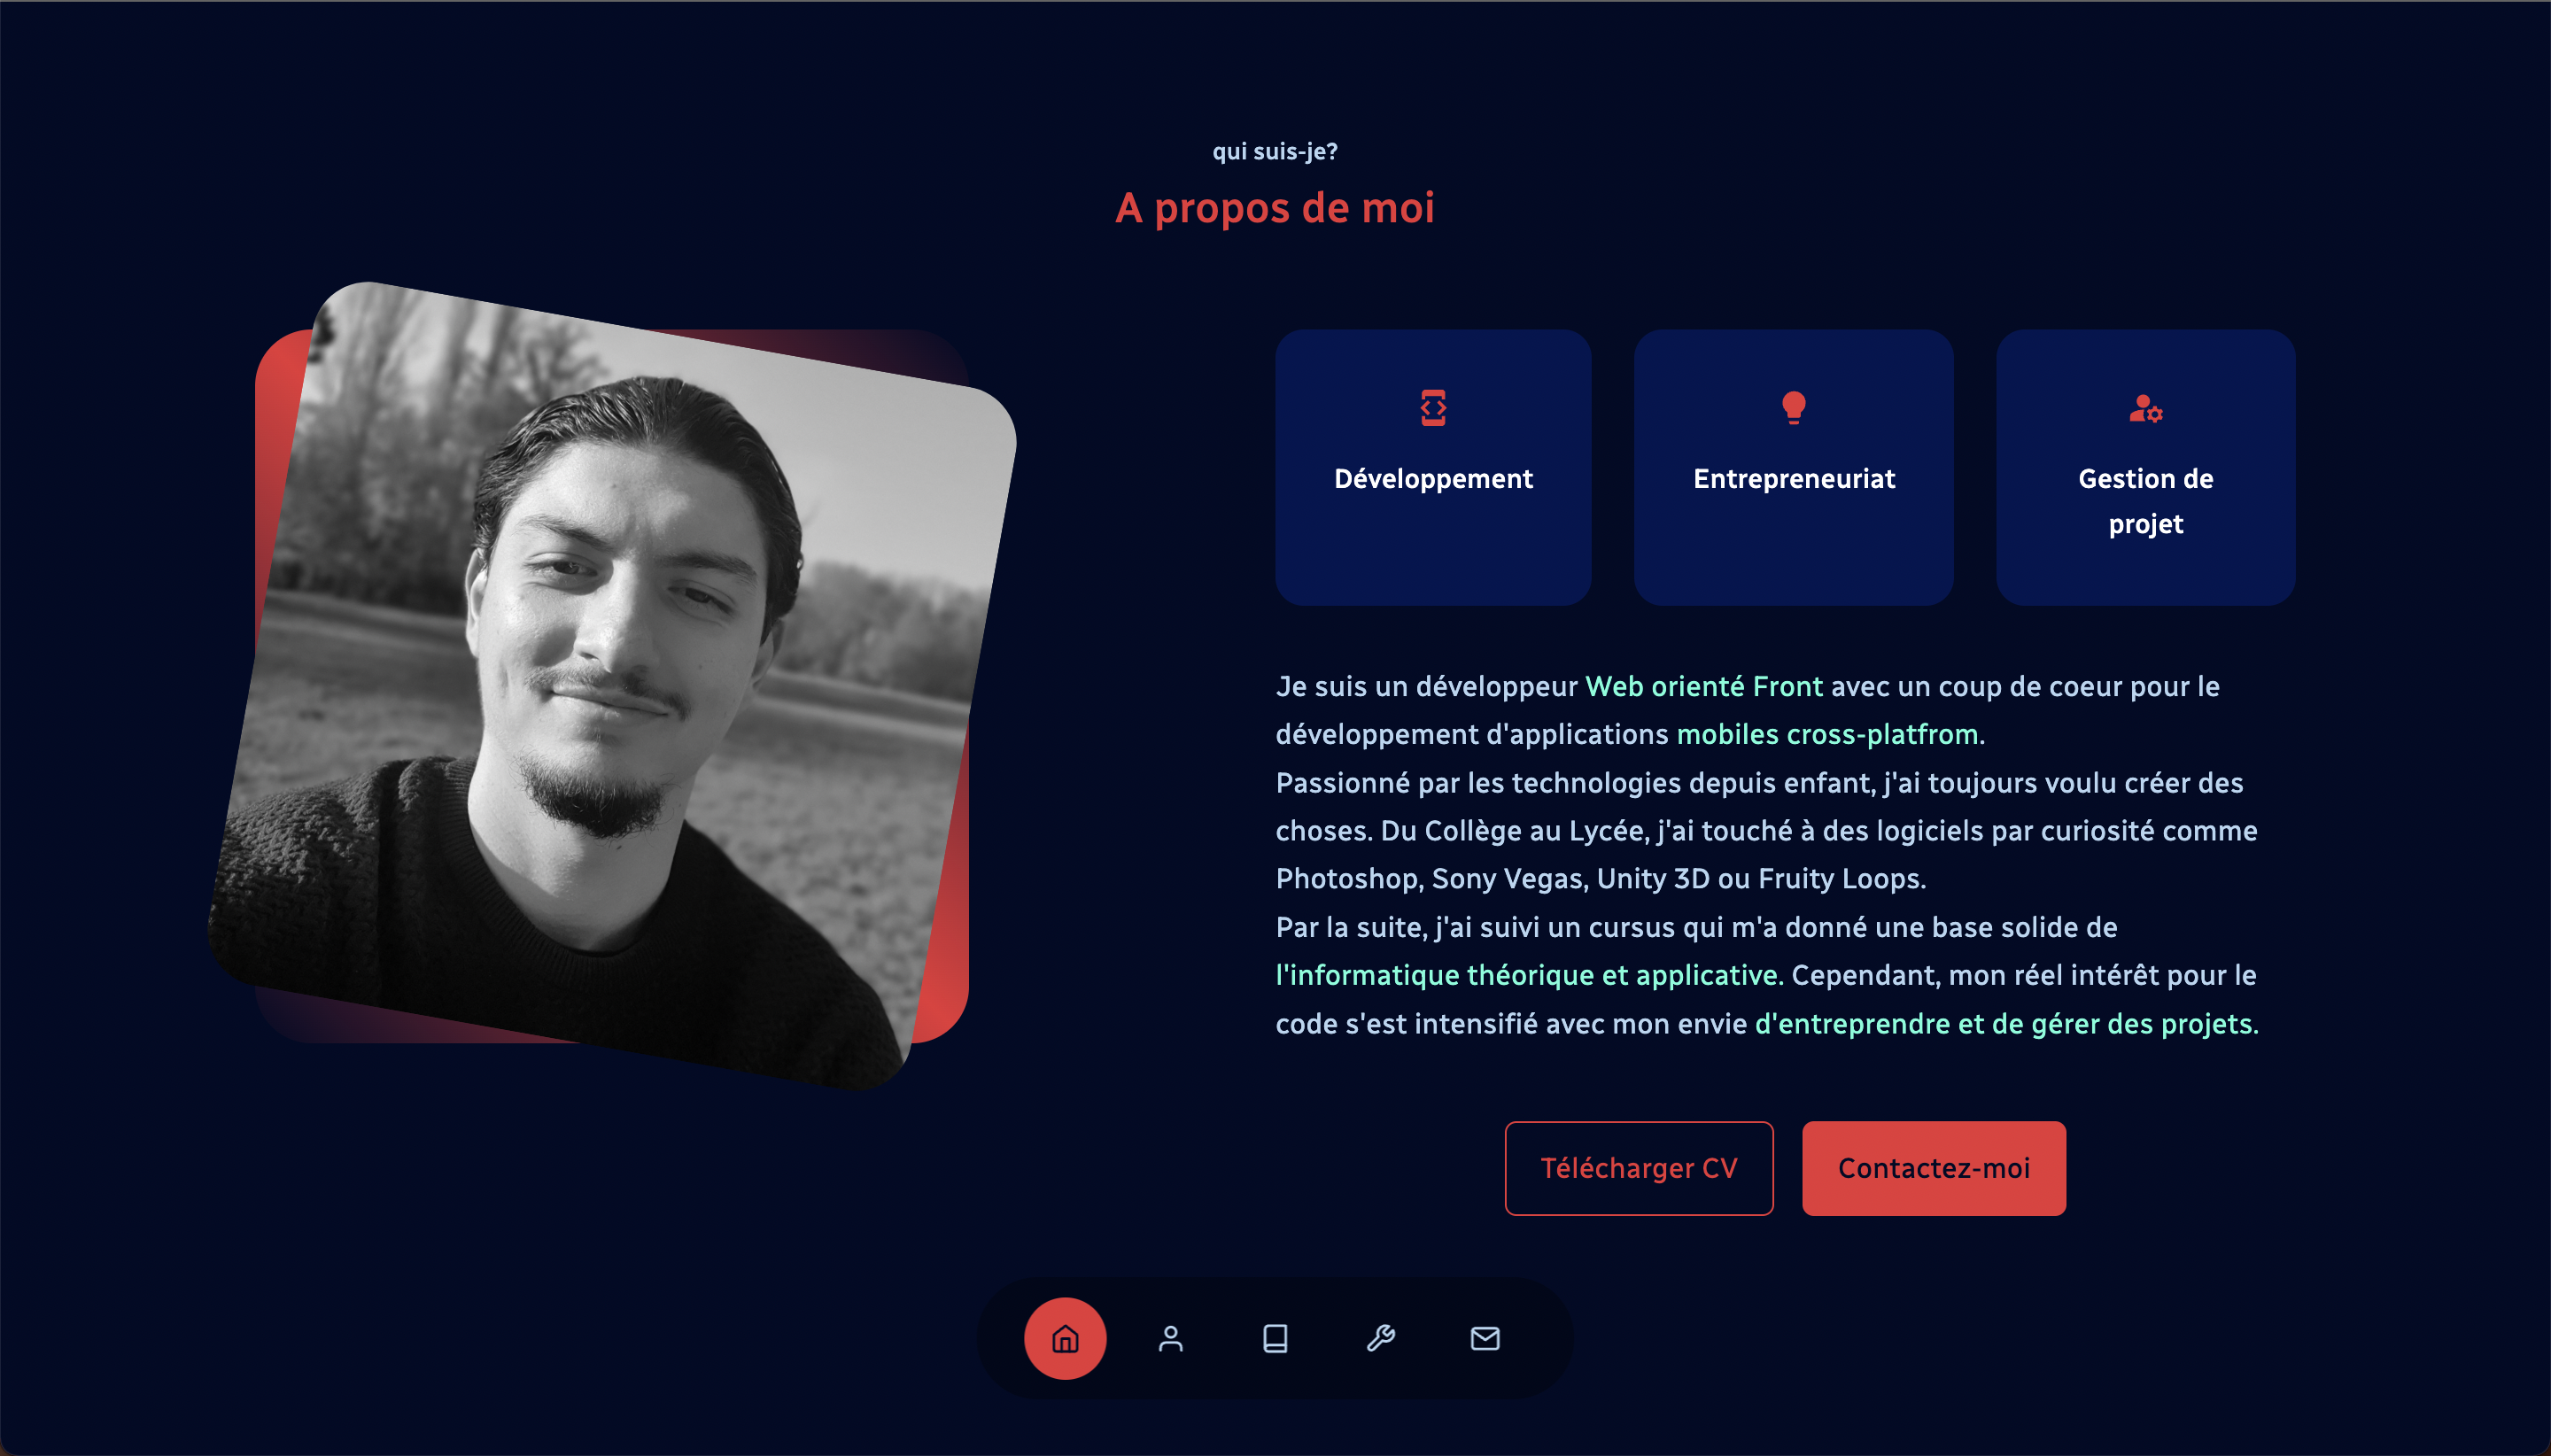 qui suis-je?
A propos de moi
Développement
Entrepreneuriat
Gestion de
projet
Je suis un développeur Web orienté Front avec un coup de coeur pour le
développement d'applications mobiles cross-platfrom.
Passionné par les technologies depuis enfant, j'ai toujours voulu créer des
choses. Du Collège au Lycée, j'ai touché à des logiciels par curiosité comme
Photoshop, Sony Vegas, Unity 3D ou Fruity Loops.
Par la suite, j'ai suivi un cursus qui m'a donné une base solide de
l'informatique théorique et applicative. Cependant, mon réel intérêt pour le
code s'est intensifié avec mon envie d'entreprendre et de gérer des projets.
Télécharger CV
Contactez-moi